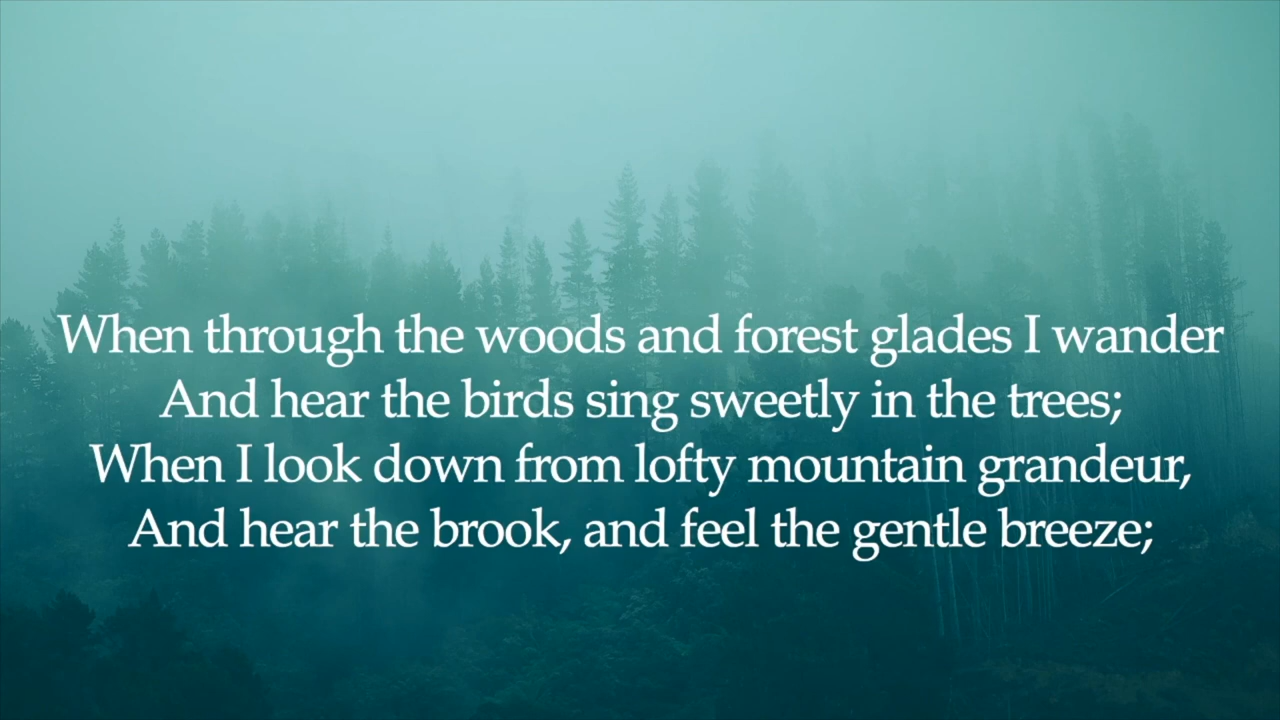 When through the woods and forest glades I wander
And hear the birds sing sweetly in the trees;
When I look down from lofty mountain grandeur,
And hear the brook, and feel the gentle breeze;